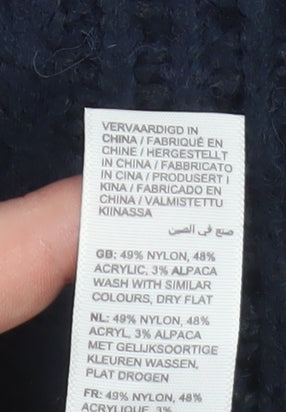 VERVAARDIGD IN
CHINA / FABRIQUÉ EN
CHINE / HERGESTELLT
IN CHINA / FABBRICATO
IN CINA / PRODUSERT I
KINA / FABRICADO EN
CHINA / VALMISTETTU
KIINASSA
صنع في الصين
GB: 49% NYLON, 48%
ACRYLIC, 3% ALPACA
WASH WITH SIMILAR
COLOURS, DRY FLAT
NL: 49% NYLON, 48%
ACRYL, 3% ALPACA
MET GELIJKSOORTIGE
KLEUREN WASSEN,
PLAT DROGEN
FR: 49% NYLON, 48%
ACRYLIQUE, 3%